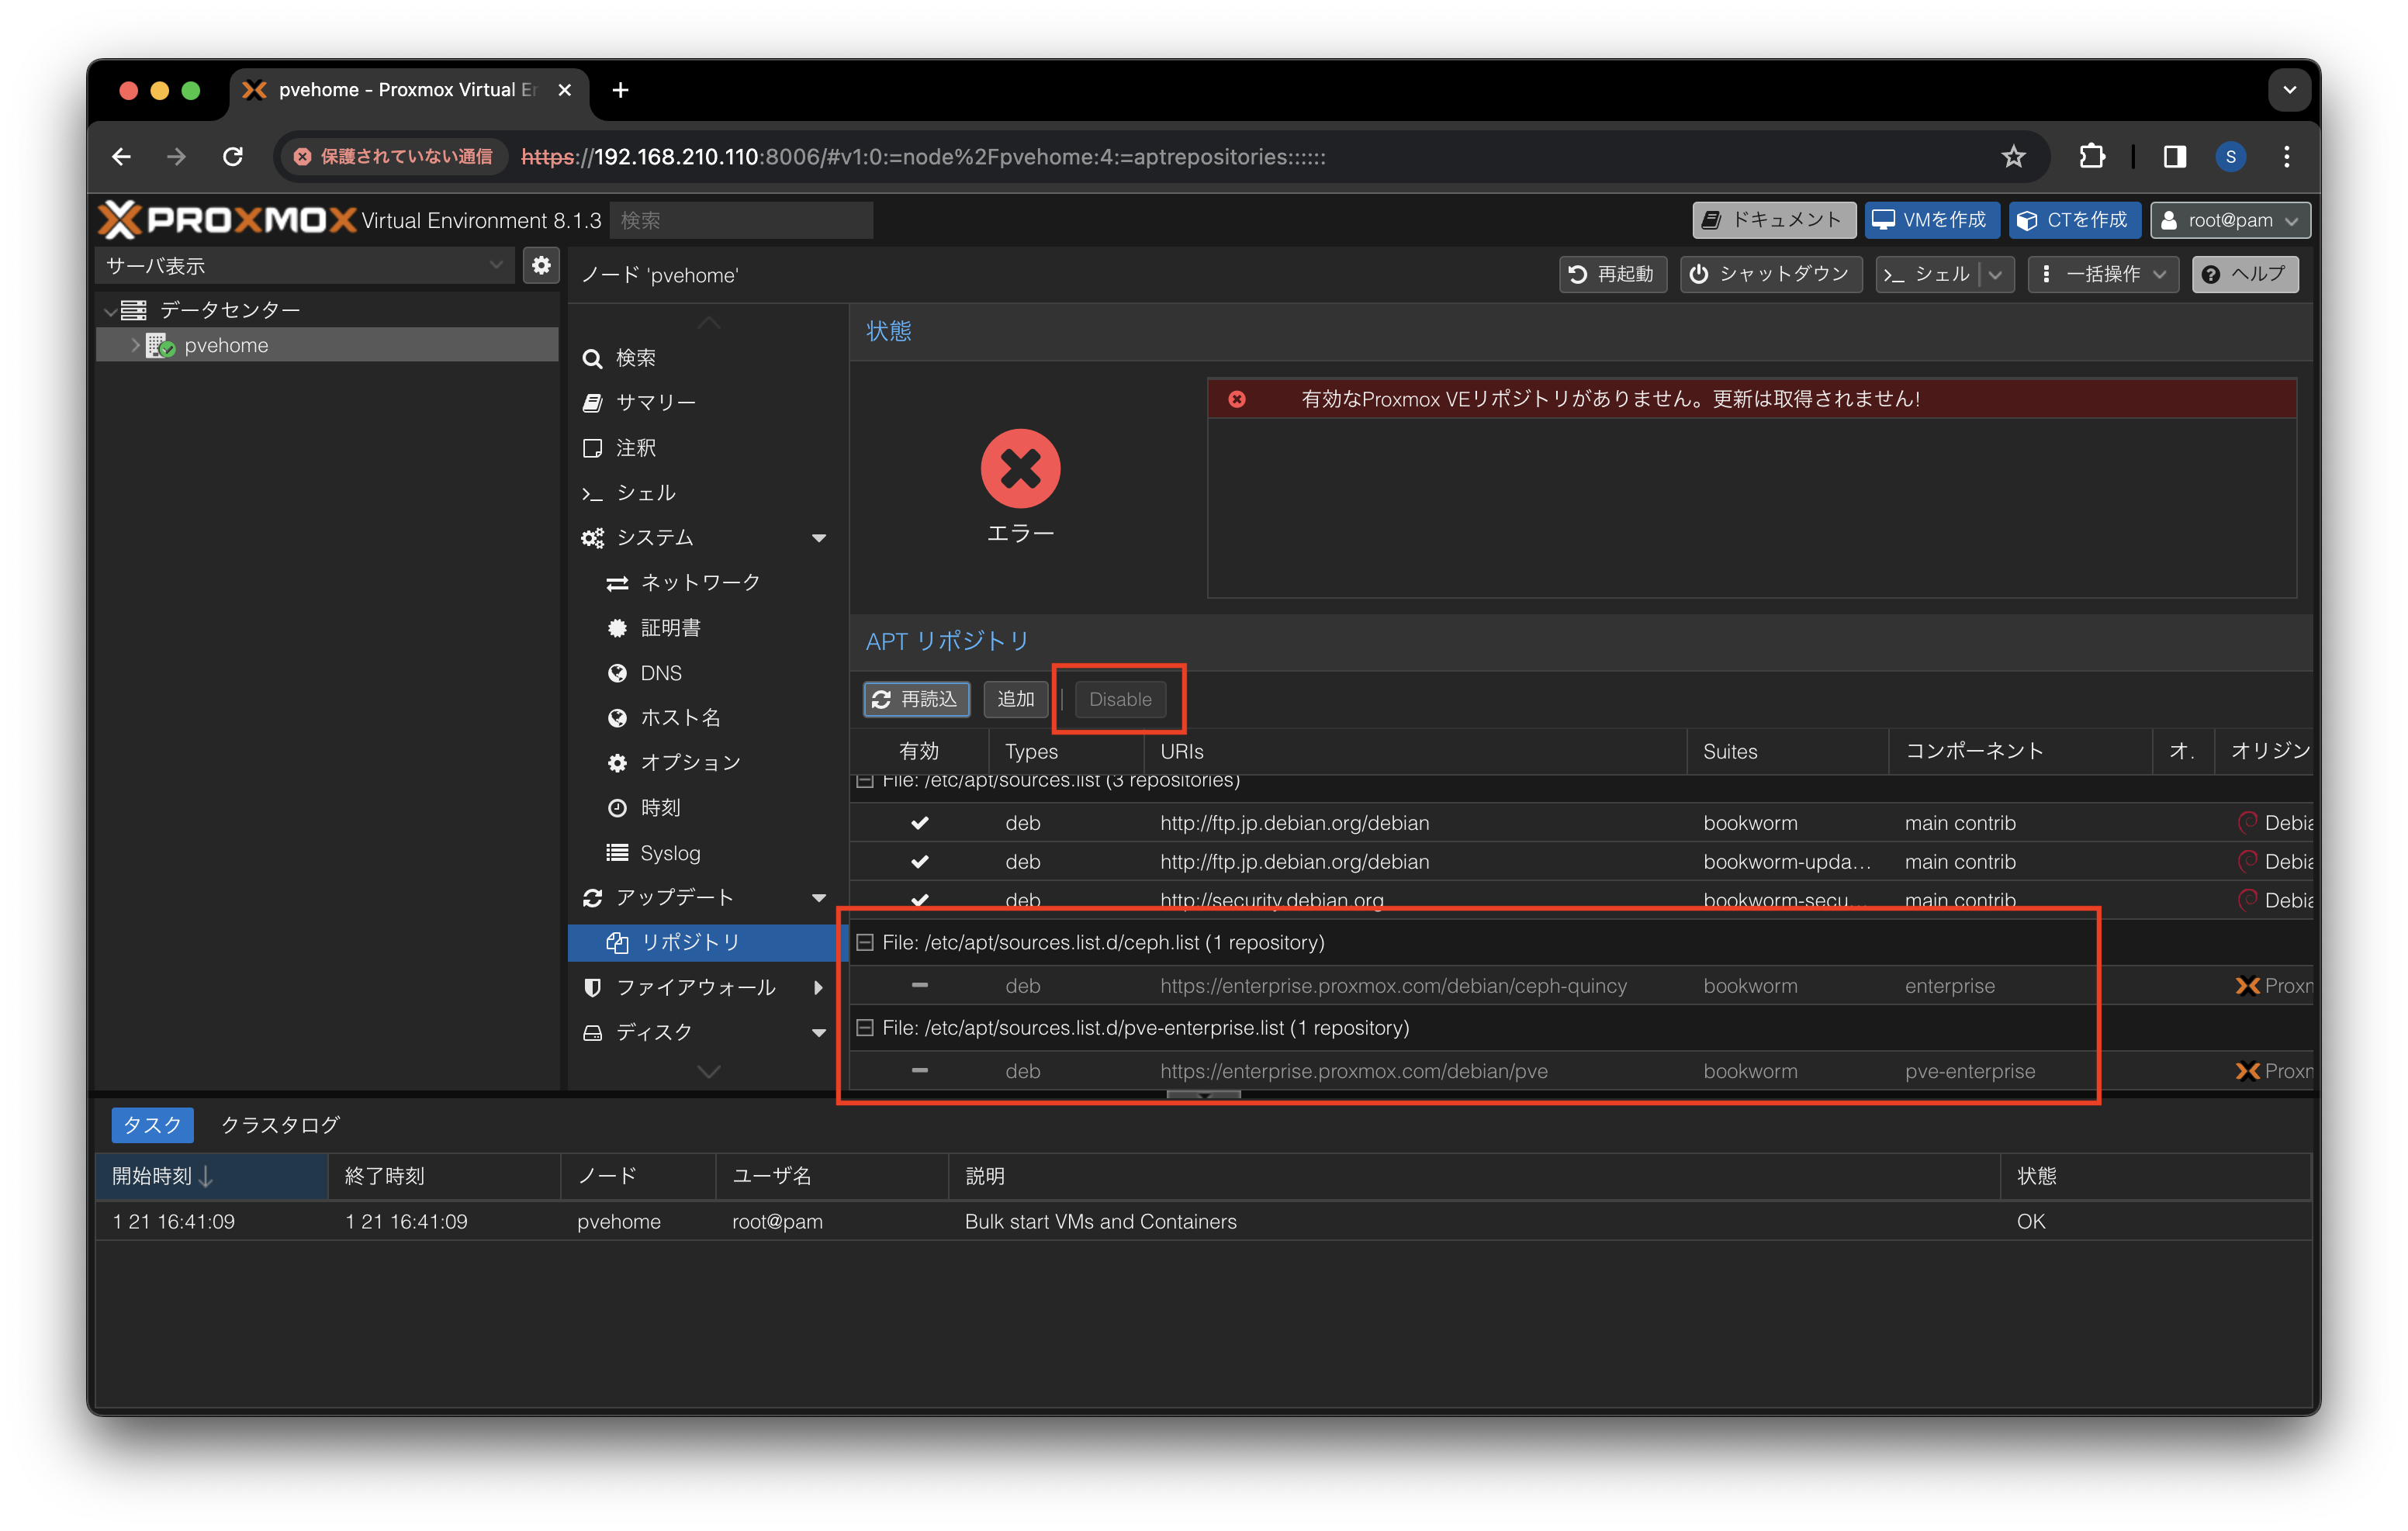 pvehome - Proxmox Virtual Er
保護されていない通信 https://192.168.210.110:8006/#v1:0:=node%2Fpvehome:4:=aptrepositories::::::
S
PROXMOX Virtual Environment 8.1.3 検索 ドキュメント VMを作成 CTを作成 root@pam
サーバ表示
データセンター
pvehome
ノード 'pvehome' 再起動 シャットダウン シェル 一括操作 ヘルプ
検索
サマリー
注釈
シェル
システム
ネットワーク
証明書
DNS
ホスト名
オプション
時刻
Syslog
アップデート
リポジトリ
ファイアウォール
ディスク
状態
エラー
有効なProxmox VEリポジトリがありません。更新は取得されません!
APT リポジトリ
再読込 追加 Disable
有効 Types URIs Suites コンポーネント オ. オリジン
File: /etc/apt/sources.list (3 repositories)
deb http://ftp.jp.debian.org/debian bookworm main contrib Debia
deb http://ftp.jp.debian.org/debian bookworm-upda... main contrib Debia
deb http://security.debian.org bookworm-secu... main contrib Debia
File: /etc/apt/sources.list.d/ceph.list (1 repository)
deb https://enterprise.proxmox.com/debian/ceph-quincy bookworm enterprise Proxm
File: /etc/apt/sources.list.d/pve-enterprise.list (1 repository)
deb https://enterprise.proxmox.com/debian/pve bookworm pve-enterprise Proxm
タスク クラスタログ
開始時刻 終了時刻 ノード ユーザ名 説明 状態
1 21 16:41:09 1 21 16:41:09 pvehome root@pam Bulk start VMs and Containers OK